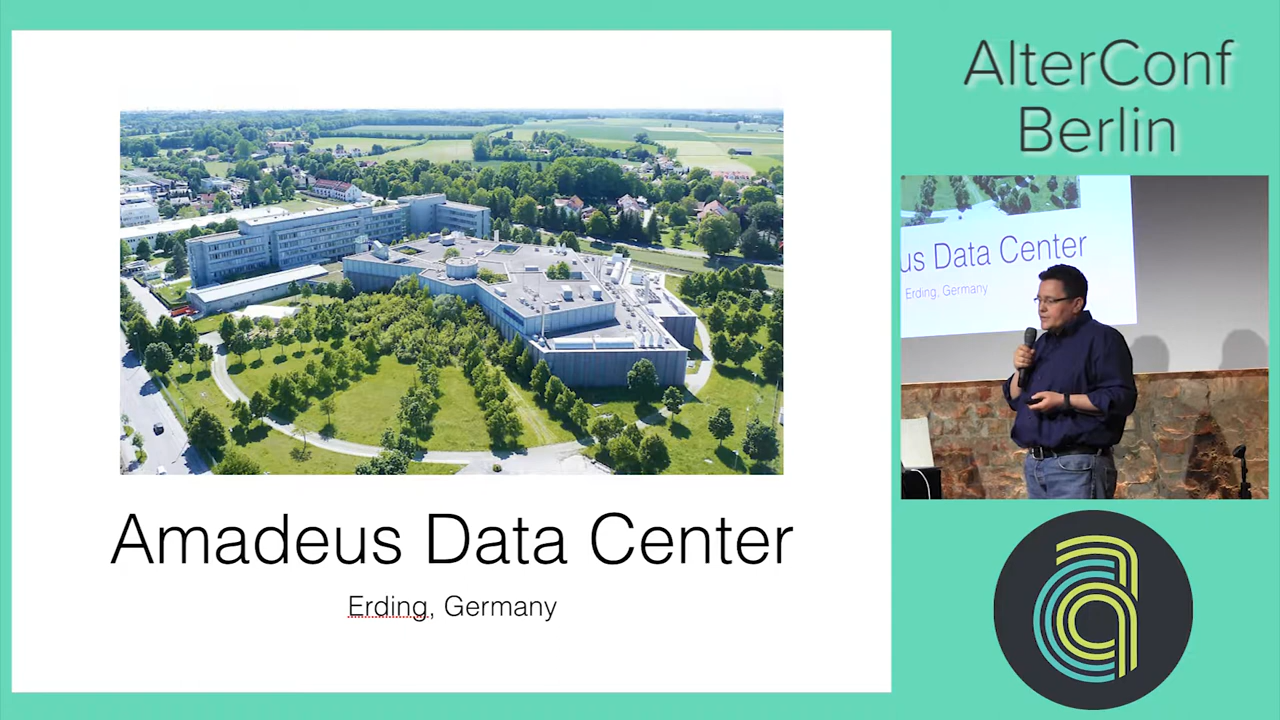 Amadeus Data Center
Erding, Germany
AlterConf
Berlin
us Data Center
Erding, Germany